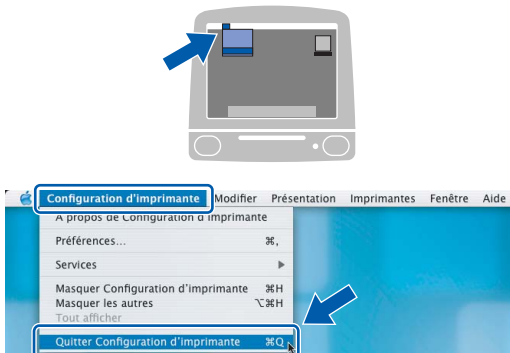 Configuration d'imprimante Modifier Présentation Imprimantes Fenêtre Aide
A propos de Configuration d'imprimante
Préférences... ⌘,
Services ▶
Masquer Configuration d'imprimante ⌘H
Masquer les autres ⌥⌘H
Tout afficher
Quitter Configuration d'imprimante ⌘Q